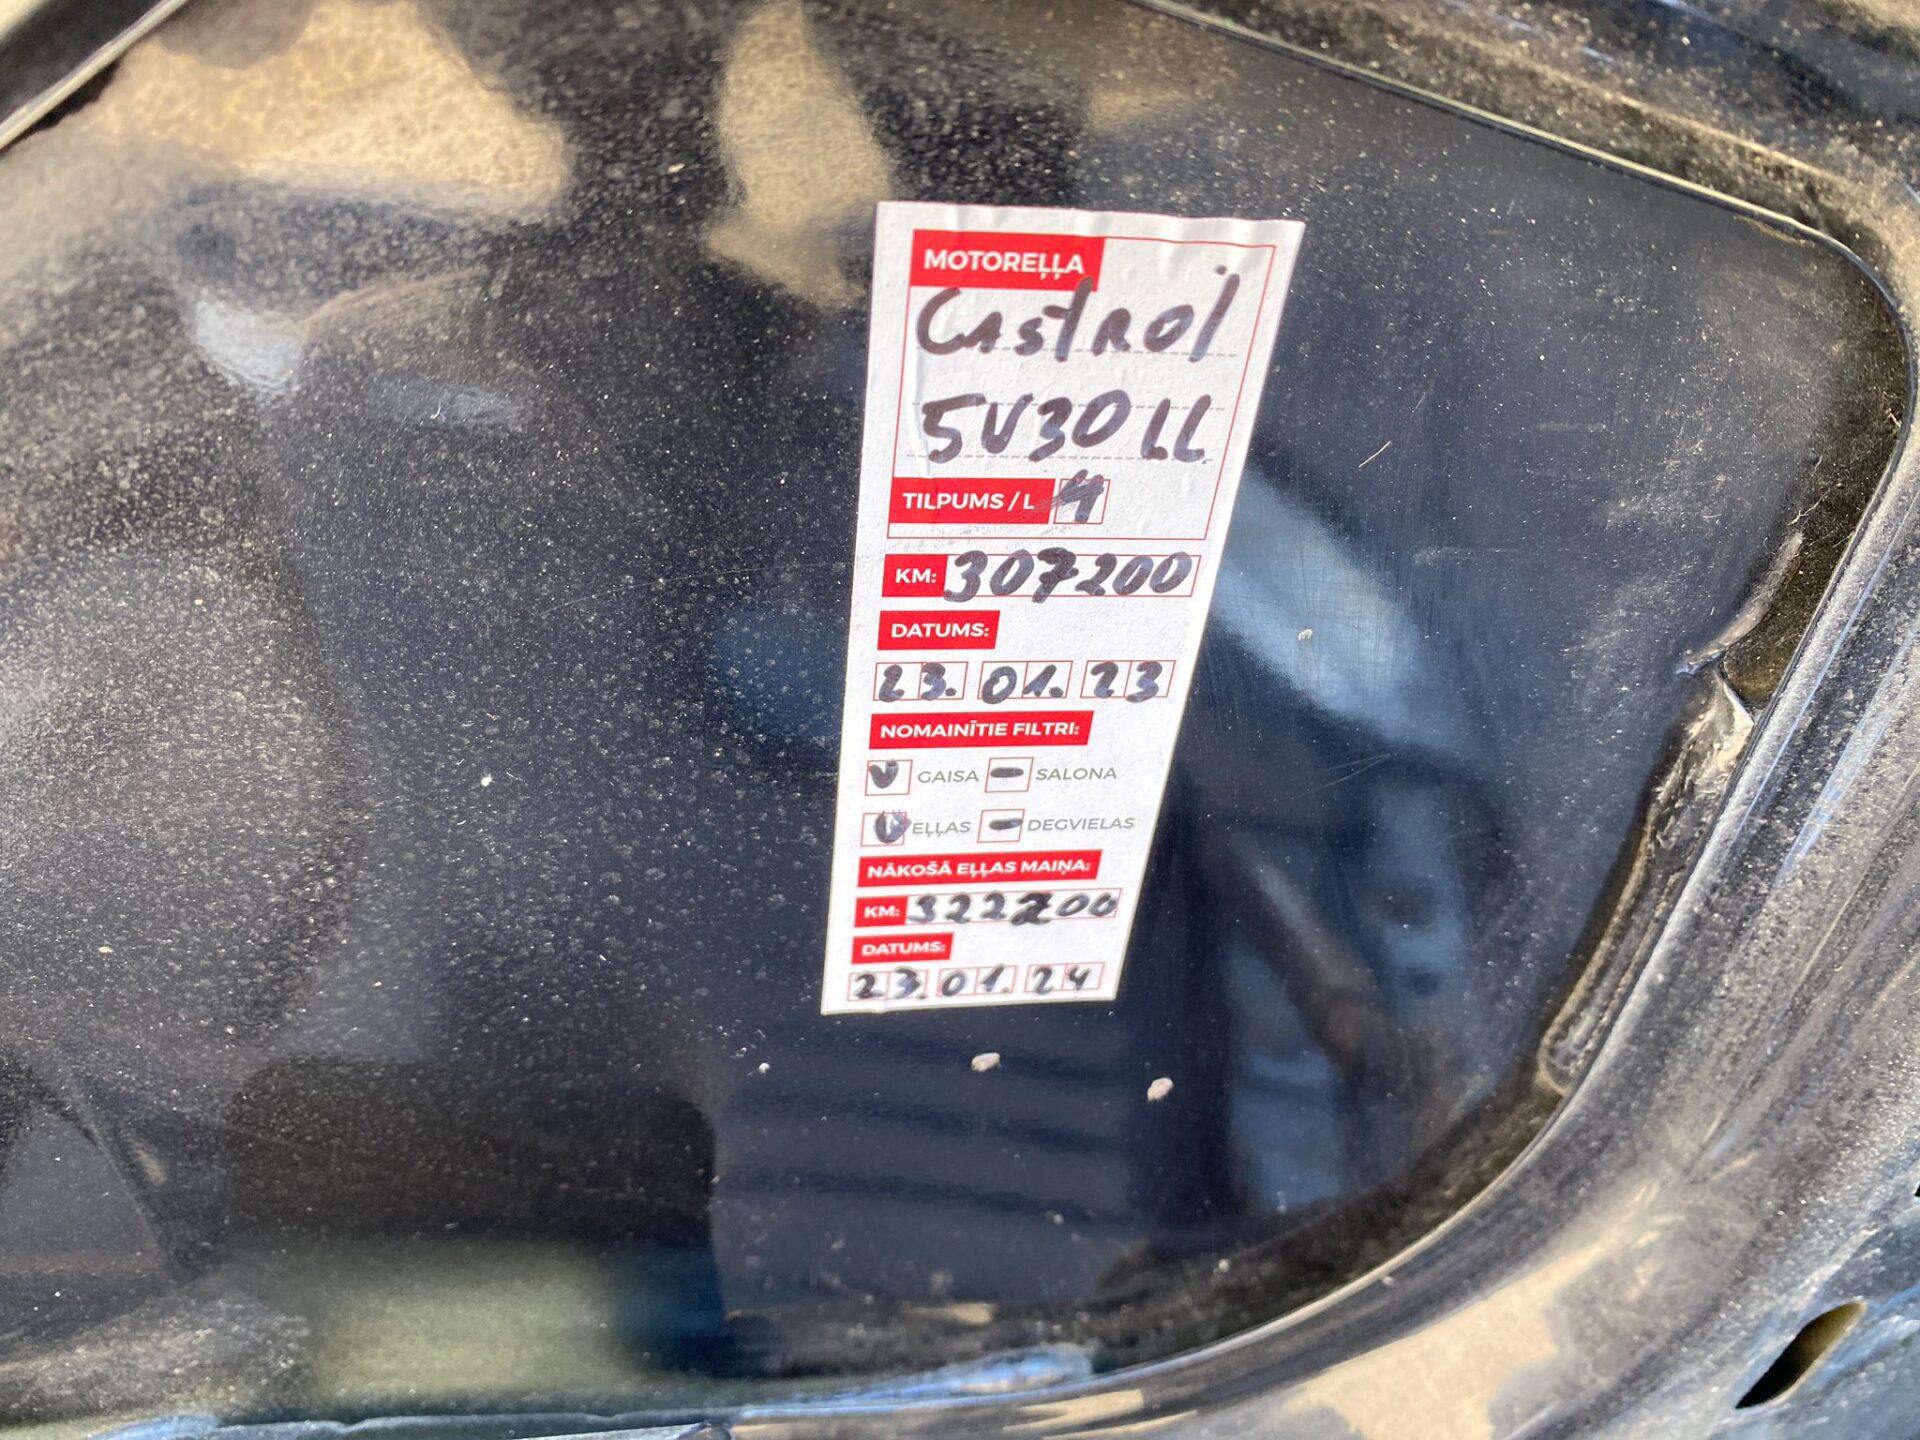 MOTOREĻĻA
Castrol
5V30 LL
TILPUMS / L 4
KM: 307200
DATUMS:
23. 01. 23
NOMAINĪTIE FILTRI:
V GAISA – SALONA
V EĻĻAS – DEGVIELAS
NĀKOŠĀ EĻĻAS MAIŅA:
KM: 322200
DATUMS:
23. 01. 24